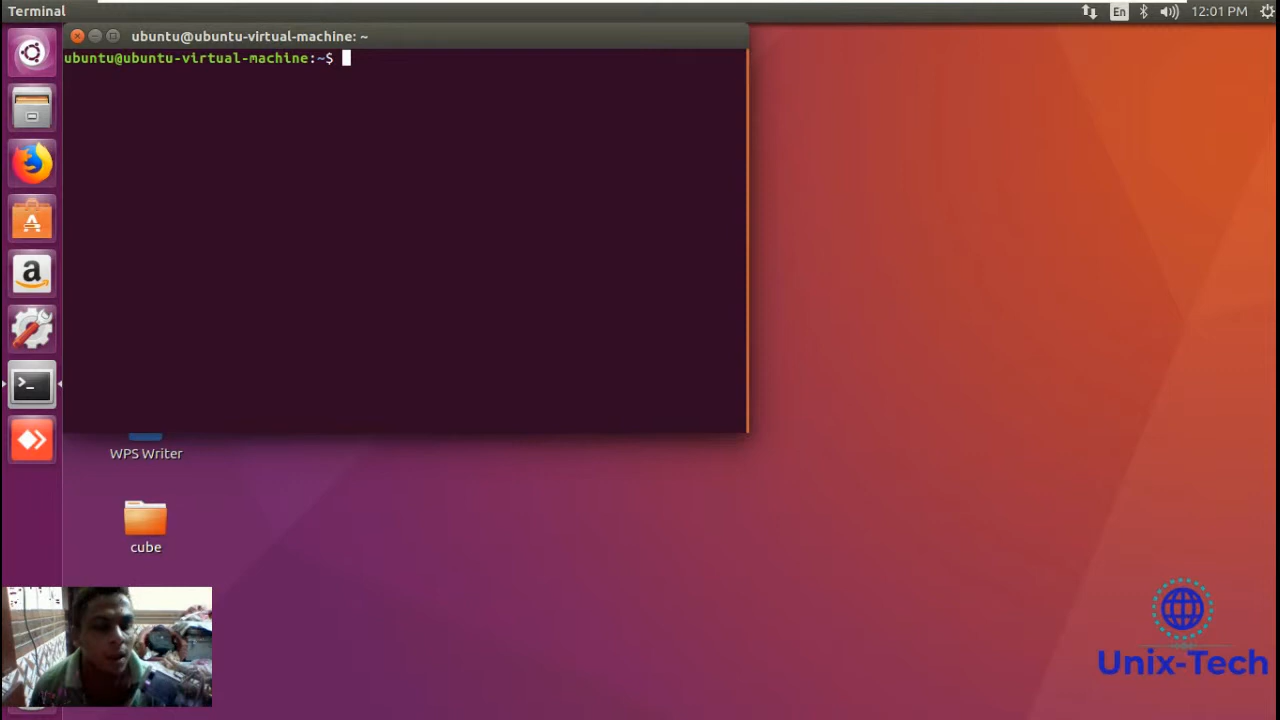 Terminal
En
12:01 PM
ubuntu@ubuntu-virtual-machine: ~
ubuntu@ubuntu-virtual-machine:~$
WPS Writer
cube
Unix-Tech